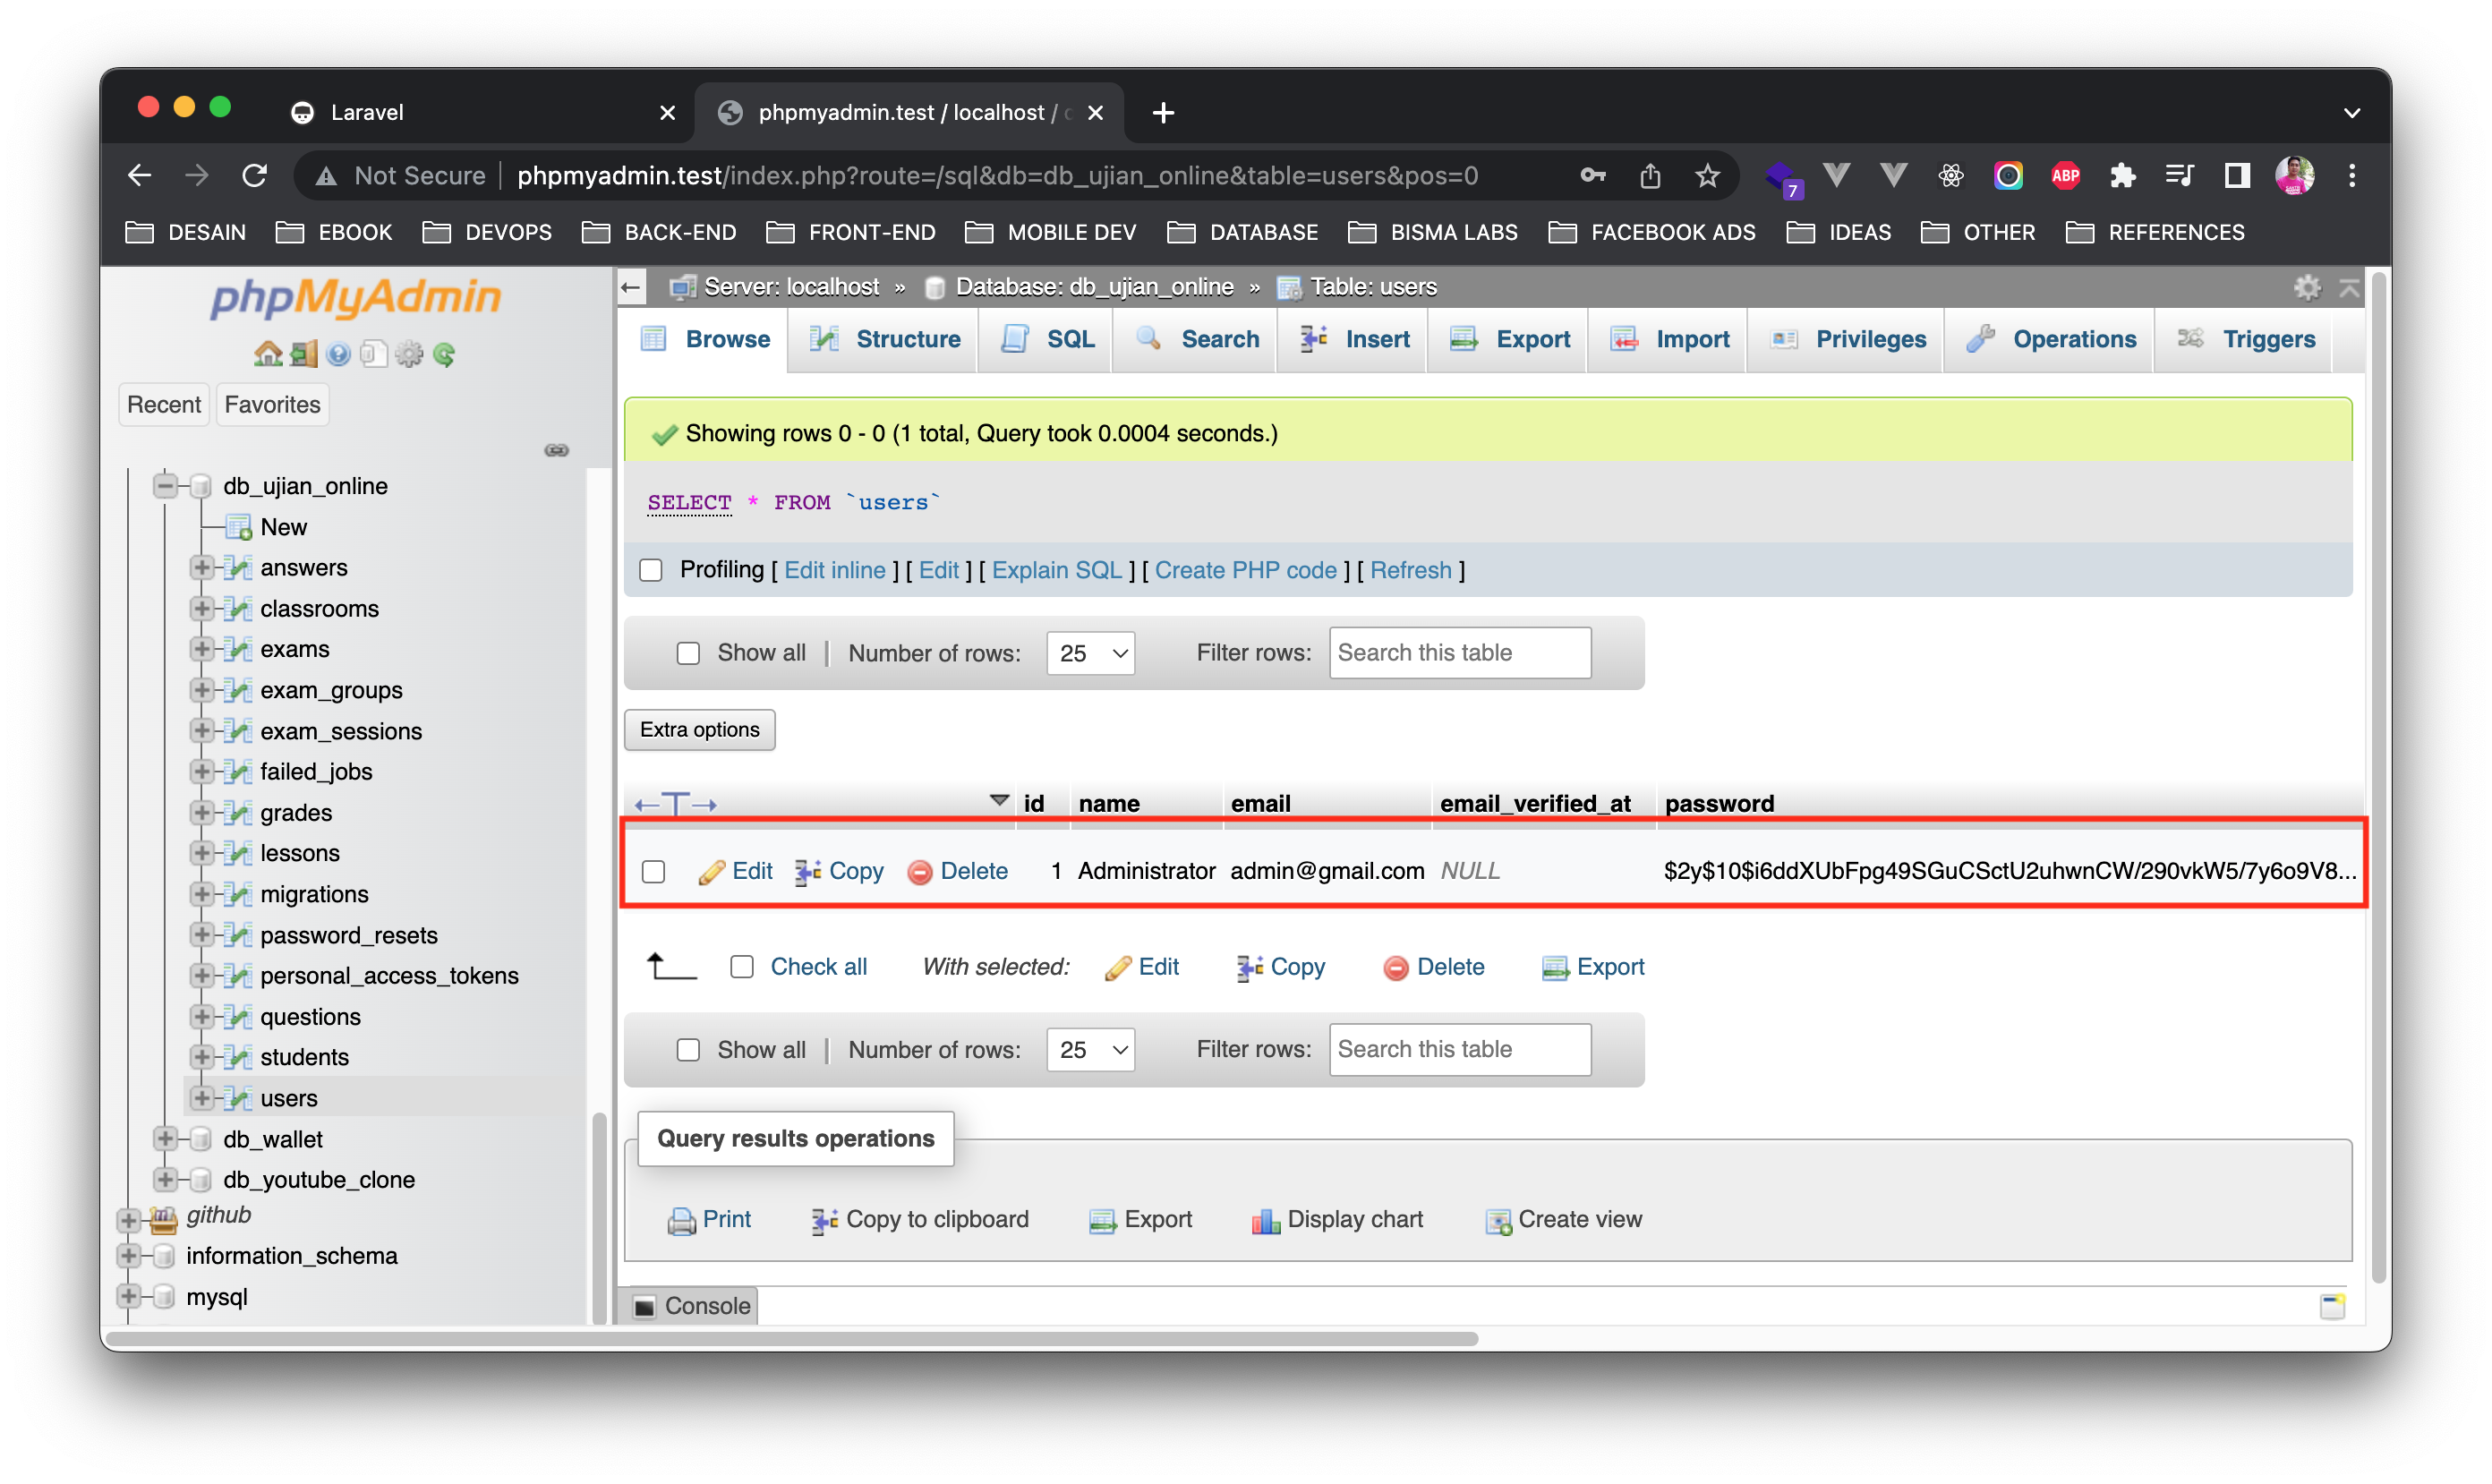 Laravel
phpmyadmin.test / localhost /
Not Secure phpmyadmin.test/index.php?route=/sql&db=db_ujian_online&table=users&pos=0
7
ABP
DESAIN EBOOK DEVOPS BACK-END FRONT-END MOBILE DEV DATABASE BISMA LABS FACEBOOK ADS IDEAS OTHER REFERENCES
phpMyAdmin
Recent Favorites
db_ujian_online
New
answers
classrooms
exams
exam_groups
exam_sessions
failed_jobs
grades
lessons
migrations
password_resets
personal_access_tokens
questions
students
users
db_wallet
db_youtube_clone
github
information_schema
mysql
Server: localhost » Database: db_ujian_online » Table: users
Browse Structure SQL Search Insert Export Import Privileges Operations Triggers
Showing rows 0 - 0 (1 total, Query took 0.0004 seconds.)
SELECT * FROM `users`
Profiling [ Edit inline ] [ Edit ] [ Explain SQL ] [ Create PHP code ] [ Refresh ]
Show all | Number of rows: 25 Filter rows: Search this table
Extra options
←T→ id name email email_verified_at password
Edit Copy Delete 1 Administrator admin@gmail.com NULL $2y$10$i6ddXUbFpg49SGuCSctU2uhwnCW/290vkW5/7y6o9V8...
Check all With selected: Edit Copy Delete Export
Show all | Number of rows: 25 Filter rows: Search this table
Query results operations
Print Copy to clipboard Export Display chart Create view
Console